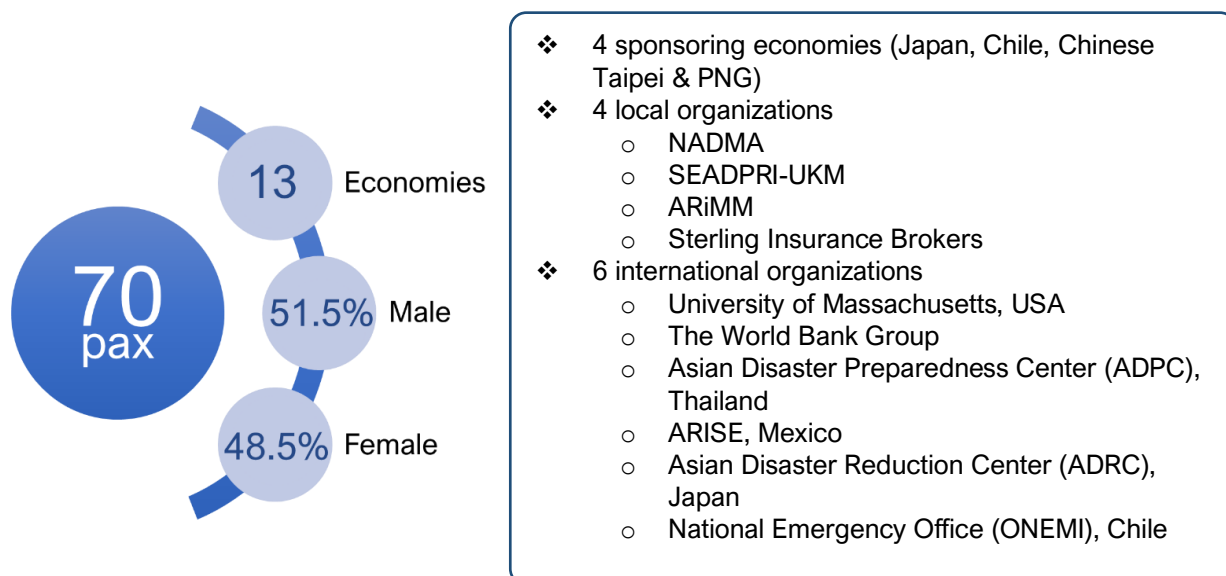 70
pax
13
Economies
51.5%
Male
48.5%
Female
❖ 4 sponsoring economies (Japan, Chile, Chinese
Taipei & PNG)
❖ 4 local organizations
o NADMA
o SEADPRI-UKM
o ARiMM
o Sterling Insurance Brokers
❖ 6 international organizations
o University of Massachusetts, USA
o The World Bank Group
o Asian Disaster Preparedness Center (ADPC),
Thailand
o ARISE, Mexico
o Asian Disaster Reduction Center (ADRC),
Japan
o National Emergency Office (ONEMI), Chile